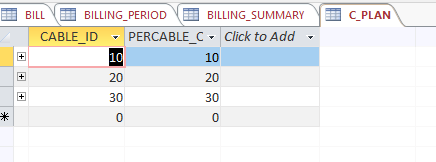 BILL BILLING_PERIOD BILLING_SUMMARY C_PLAN
CABLE_ID PERCABLE_C Click to Add
10 10
20 20
30 30
0 0